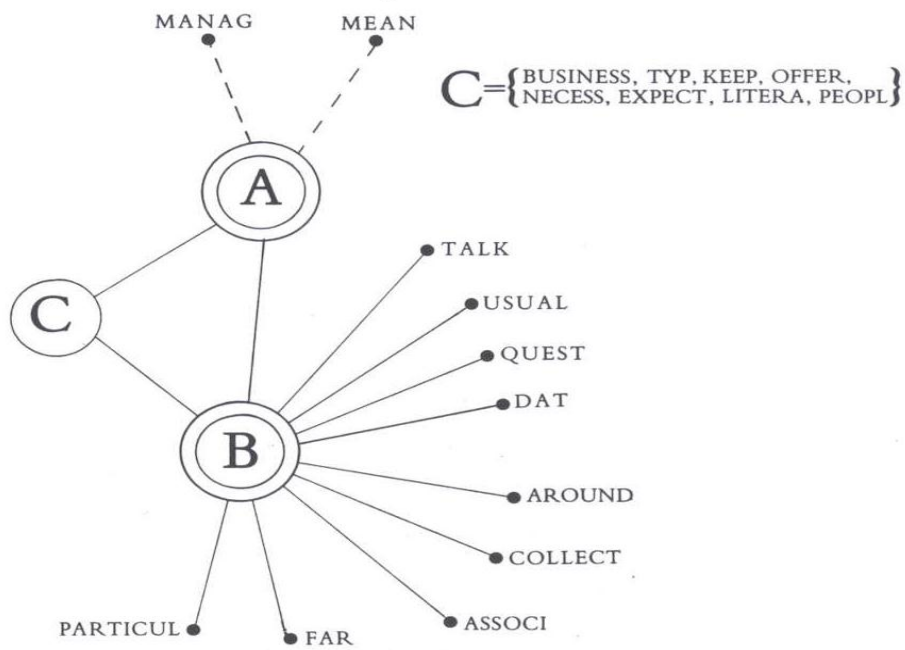 MANAG
MEAN
C={BUSINESS, TYP, KEEP, OFFER,
NECESS, EXPECT, LITERA, PEOPL}
A
TALK
C
USUAL
QUEST
DAT
B
AROUND
COLLECT
ASSOCI
PARTICUL
FAR